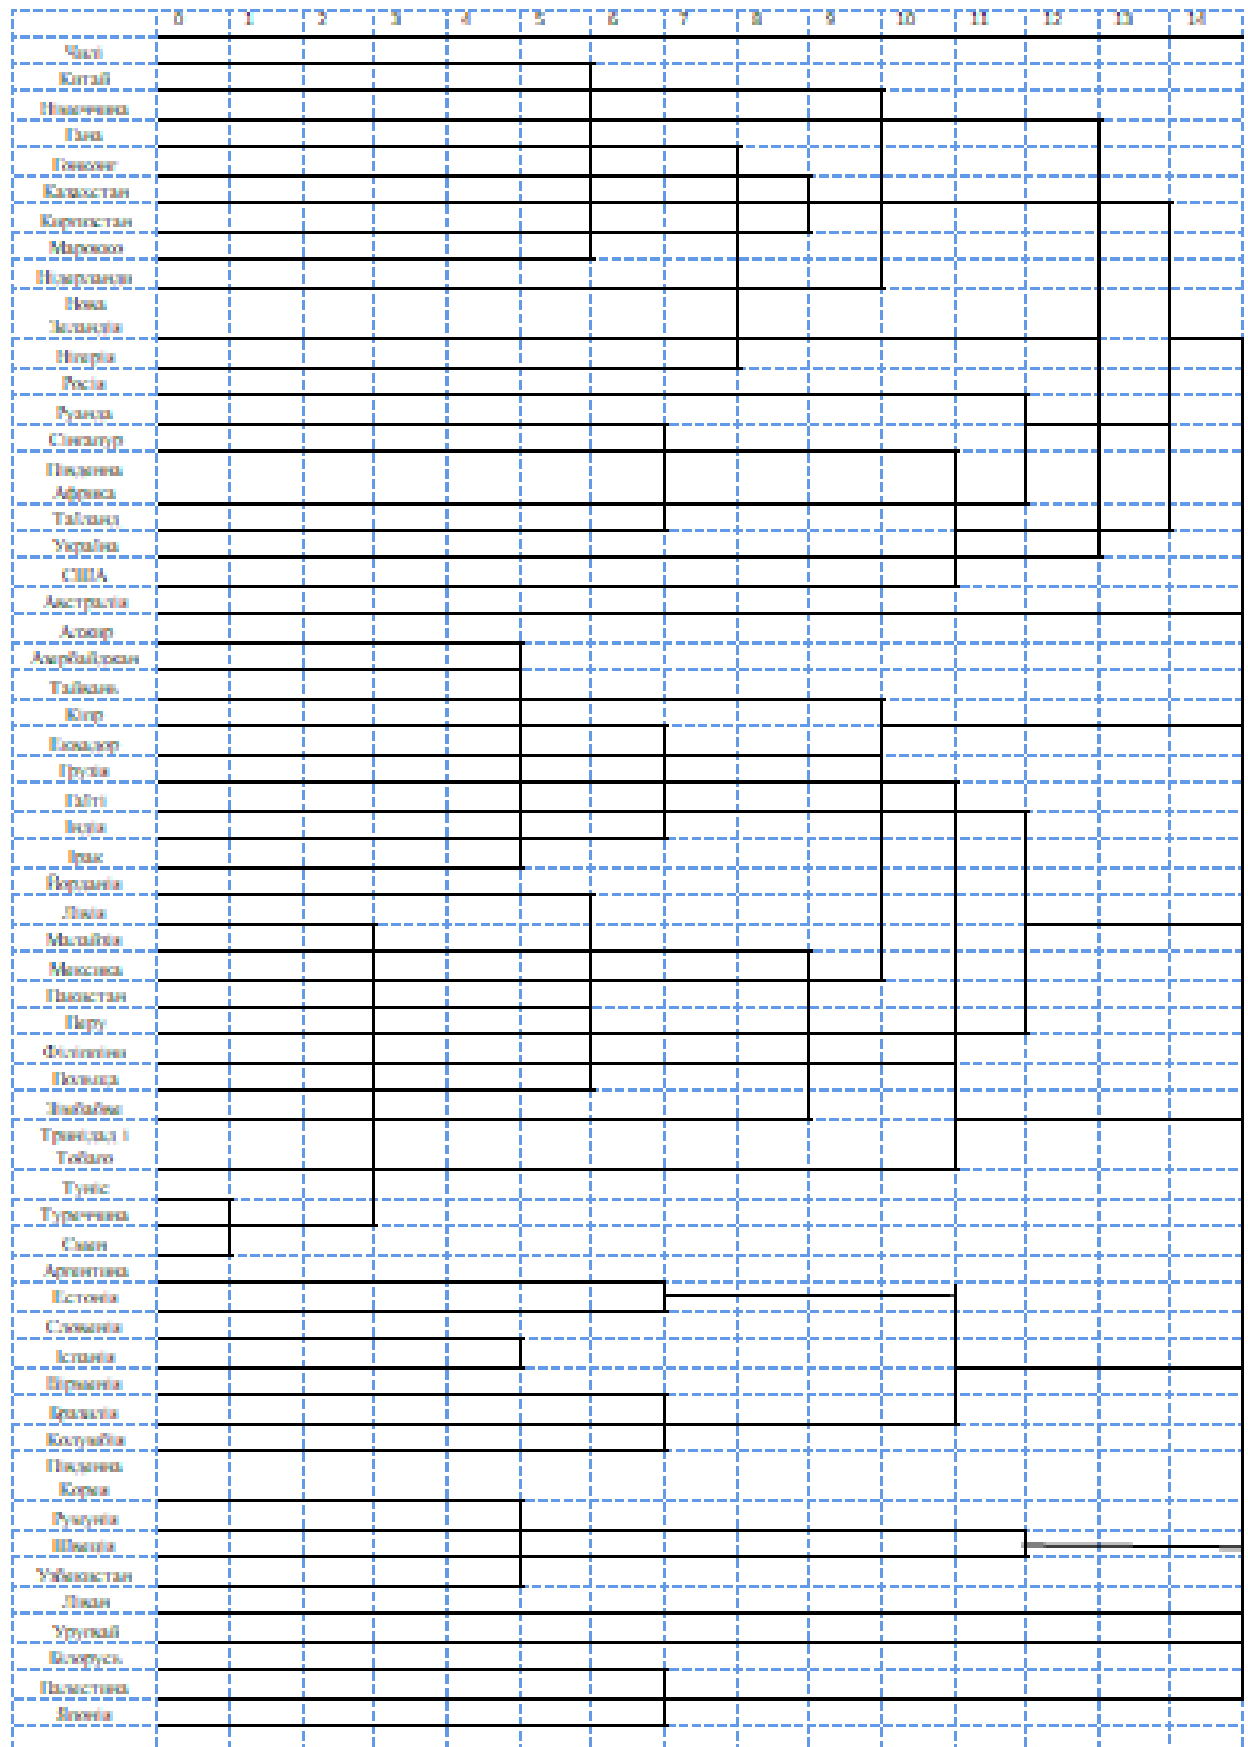 0 1 2 3 4 5 6 7 8 9 10 11 12 13 14
Чилі
Китай
Німеччина
Гана
Гонконг
Казахстан
Киргизстан
Марокко
Нідерланди
Нова
Зеландія
Нігерія
Росія
Руанда
Сінгапур
Південна
Африка
Таїланд
Україна
США
Австралія
Алжир
Азербайджан
Тайвань
Кіпр
Еквадор
Грузія
Гаїті
Індія
Ірак
Йорданія
Лівія
Малайзія
Мексика
Пакистан
Перу
Філіппіни
Польща
Зімбабве
Тринідад і
Тобаго
Туніс
Туреччина
Ємен
Аргентина
Естонія
Словенія
Іспанія
Вірменія
Бразилія
Колумбія
Південна
Корея
Румунія
Швеція
Узбекистан
Ліван
Уругвай
Білорусь
Палестина
Японія